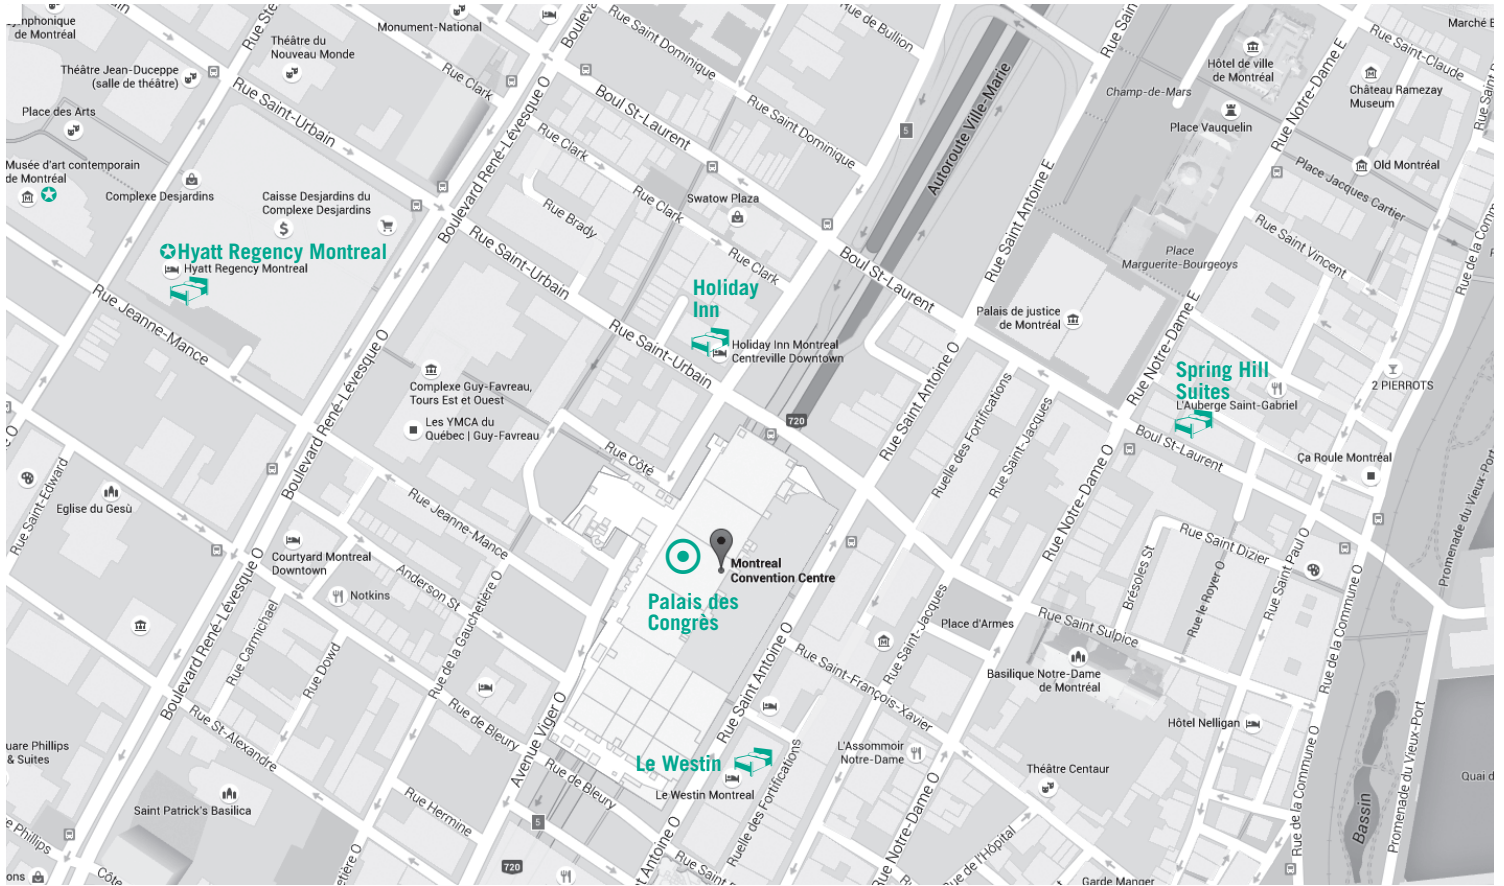 de Montréal
Monument-National
Théâtre du
Nouveau Monde
Théâtre Jean-Duceppe
(salle de théâtre)
Place des Arts
Musée d'art contemporain
de Montréal
Complexe Desjardins
Caisse Desjardins du
Complexe Desjardins
Hyatt Regency Montreal
Hyatt Regency Montreal
Rue Saint-Urbain
Rue Clark
Boulevard René-Lévesque O
Rue Saint Dominique
Rue de Bullion
Boul St-Laurent
Rue Saint Dominique
5
Autoroute Ville-Marie
Rue Saint Antoine E
Champ-de-Mars
Hôtel de ville
de Montréal
Place Vauquelin
Rue Notre-Dame E
Rue Saint-Claude
Château Ramezay
Museum
Old Montréal
Place Jacques Cartier
Rue Saint Vincent
Place
Marguerite-Bourgeoys
Rue Clark
Rue Brady
Rue Clark
Swatow Plaza
Rue Clark
Boul St-Laurent
Rue Saint-Urbain
Rue Saint-Urbain
Holiday
Inn
Holiday Inn Montreal
Centreville Downtown
Palais de justice
de Montréal
Rue Notre-Dame E
Rue Notre-Dame E
Spring Hill
Suites
L'Auberge Saint-Gabriel
2 PIERROTS
Boul St-Laurent
Ça Roule Montréal
Rue Jeanne-Mance
Boulevard René-Lévesque O
Complexe Guy-Favreau,
Tours Est et Ouest
Les YMCA du
Québec | Guy-Favreau
Rue Côté
720
Rue Saint Antoine O
Ruelle des Fortifications
Rue Saint-Jacques
Rue Notre-Dame O
Rue Saint Dizier
Promenade du Vieux-Port
Rue Saint-Edward
Eglise du Gesù
Rue Jeanne-Mance
Courtyard Montreal
Downtown
Notkins
Anderson St
Montreal
Convention Centre
Palais des
Congrès
Brésoles St
Rue le Royer O
Rue Saint Paul O
Rue Saint-Jacques
Place d'Armes
Rue Saint Sulpice
Boulevard René-Lévesque O
Rue Carmichael
Rue Dowd
Rue de la Gauchetière O
Rue Saint Antoine O
Rue Saint-François-Xavier
Basilique Notre-Dame
de Montréal
Rue de la Commune O
Hôtel Nelligan
Rue St-Alexandre
Rue de Bleury
Avenue Viger O
Le Westin
Le Westin Montreal
L'Assommoir
Notre-Dame
Théâtre Centaur
& Suites
Saint Patrick's Basilica
Rue Hermine
Rue de Bleury
Ruelle des Fortifications
Rue Notre-Dame O
Rue de la Commune O
Promenade du Vieux-Port
Bassin
5
720
Rue de l'Hôpital
Garde Manger